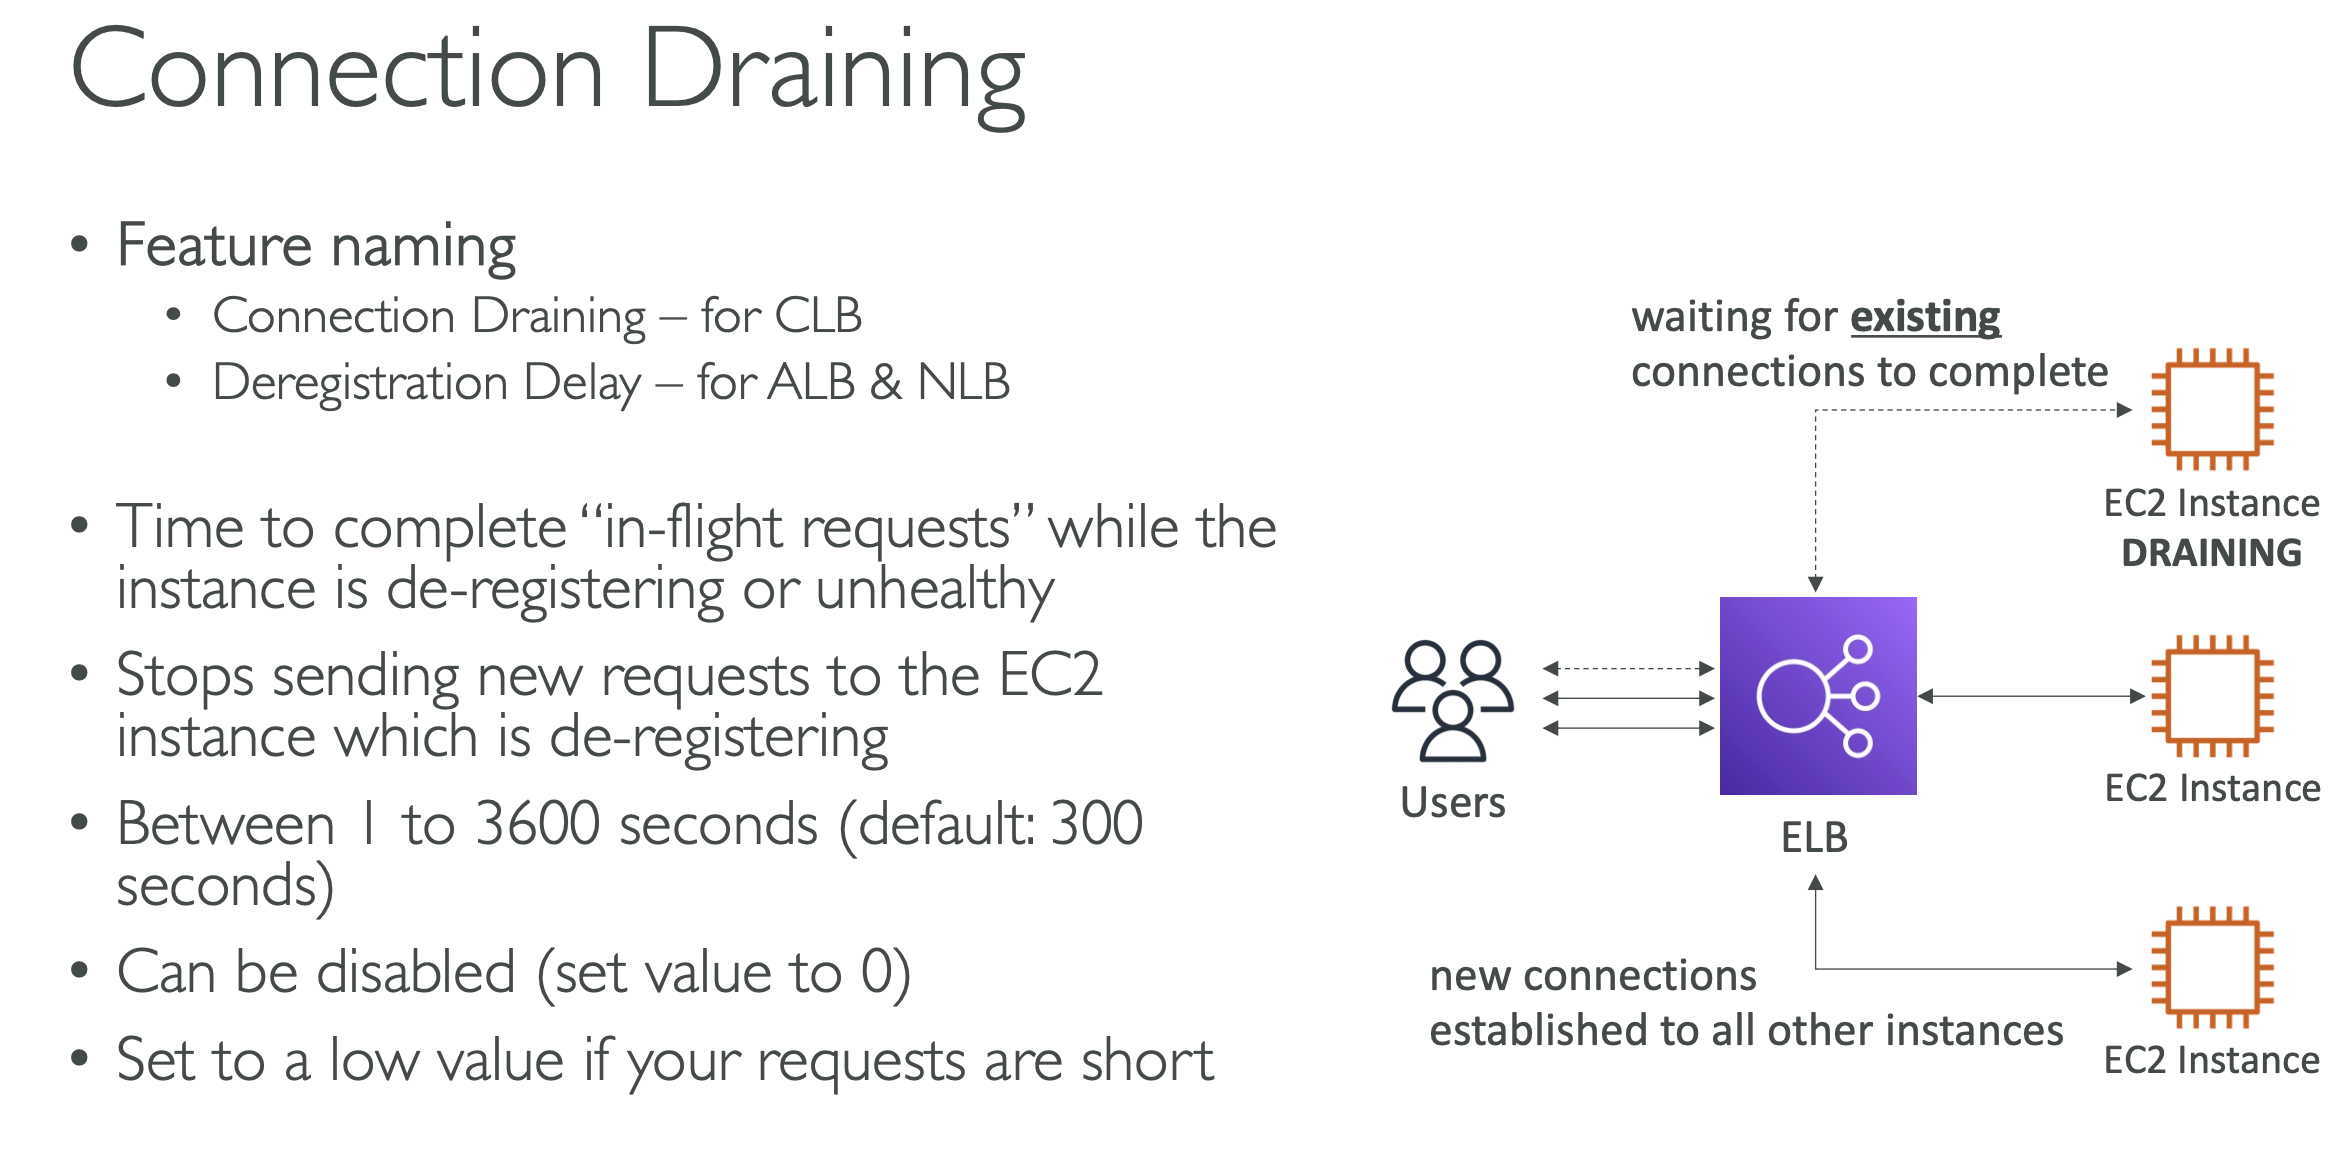 Connection Draining
• Feature naming
• Connection Draining – for CLB
• Deregistration Delay – for ALB & NLB
• Time to complete “in-flight requests” while the
instance is de-registering or unhealthy
• Stops sending new requests to the EC2
instance which is de-registering
• Between 1 to 3600 seconds (default: 300
seconds)
• Can be disabled (set value to 0)
• Set to a low value if your requests are short
waiting for existing
connections to complete
EC2 Instance
DRAINING
Users
ELB
EC2 Instance
new connections
established to all other instances
EC2 Instance